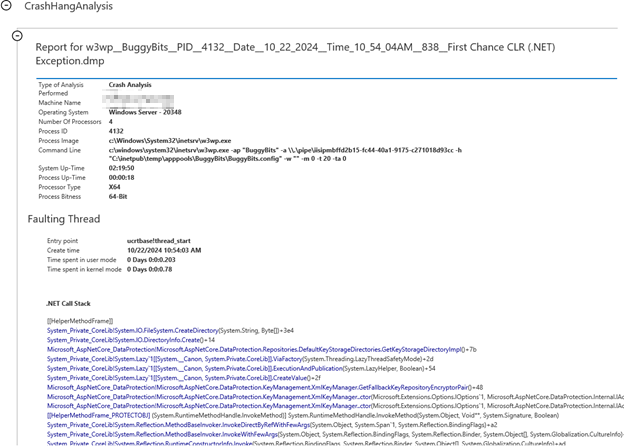 CrashHangAnalysis
Report for w3wp__BuggyBits__PID__4132__Date__10_22_2024__Time_10_54_04AM__838__First Chance CLR (.NET)
Exception.dmp
Type of Analysis Crash Analysis
Performed
Machine Name
Operating System Windows Server - 20348
Number Of Processors 4
Process ID 4132
Process Image c:\Windows\System32\inetsrv\w3wp.exe
Command Line c:\windows\system32\inetsrv\w3wp.exe -ap "BuggyBits" -a \\.\pipe\iisipmbffd2b15-fc44-40a1-9175-c271018d93cc -h
"C:\inetpub\temp\apppools\BuggyBits\BuggyBits.config" -w "" -m 0 -t 20 -ta 0
System Up-Time 02:19:50
Process Up-Time 00:00:18
Processor Type X64
Process Bitness 64-Bit
Faulting Thread
Entry point ucrtbase!thread_start
Create time 10/22/2024 10:54:03 AM
Time spent in user mode 0 Days 0:0:0.203
Time spent in kernel mode 0 Days 0:0:0.78
.NET Call Stack
[[HelperMethodFrame]]
System_Private_CoreLib!System.IO.FileSystem.CreateDirectory(System.String, Byte[])+3e4
System_Private_CoreLib!System.IO.DirectoryInfo.Create()+14
Microsoft_AspNetCore_DataProtection!Microsoft.AspNetCore.DataProtection.Repositories.DefaultKeyStorageDirectories.GetKeyStorageDirectoryImpl()+7b
System_Private_CoreLib!System.Lazy`1[[System.__Canon, System.Private.CoreLib]].ViaFactory(System.Threading.LazyThreadSafetyMode)+2d
System_Private_CoreLib!System.Lazy`1[[System.__Canon, System.Private.CoreLib]].ExecutionAndPublication(System.LazyHelper, Boolean)+54
System_Private_CoreLib!System.Lazy`1[[System.__Canon, System.Private.CoreLib]].CreateValue()+2f
Microsoft_AspNetCore_DataProtection!Microsoft.AspNetCore.DataProtection.KeyManagement.XmlKeyManager.GetFallbackKeyRepositoryEncryptorPair()+48
Microsoft_AspNetCore_DataProtection!Microsoft.AspNetCore.DataProtection.KeyManagement.XmlKeyManager..ctor(Microsoft.Extensions.Options.IOptions`1, Microsoft.AspNetCore.DataProtection.Internal.IAc
Microsoft_AspNetCore_DataProtection!Microsoft.AspNetCore.DataProtection.KeyManagement.XmlKeyManager..ctor(Microsoft.Extensions.Options.IOptions`1, Microsoft.AspNetCore.DataProtection.Internal.IAc
[[HelperMethodFrame_PROTECTOBJ] (System.RuntimeMethodHandle.InvokeMethod)] System.RuntimeMethodHandle.InvokeMethod(System.Object, Void**, System.Signature, Boolean)
System_Private_CoreLib!System.Reflection.MethodBaseInvoker.InvokeDirectByRefWithFewArgs(System.Object, System.Span`1, System.Reflection.BindingFlags)+a2
System_Private_CoreLib!System.Reflection.MethodBaseInvoker.InvokeWithFewArgs(System.Object, System.Reflection.BindingFlags, System.Reflection.Binder, System.Object[], System.Globalization.CultureInfo)
System_Private_CoreLib!System.Reflection.RuntimeConstructorInfo.Invoke(System.Reflection.BindingFlags, System.Reflection.Binder, System.Object[], System.Globalization.CultureInfo)+ad